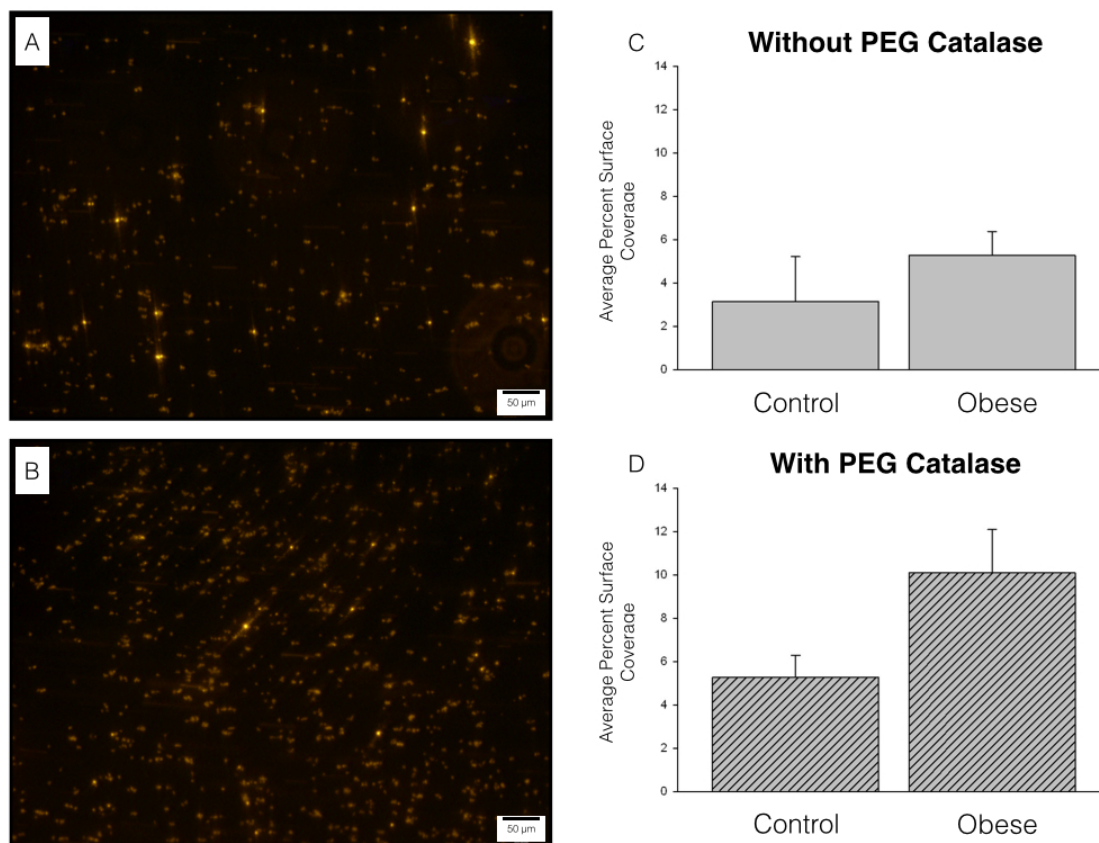 A
50 µm
B
50 µm
C
Without PEG Catalase
14
12
10
8
6
4
2
0
Average Percent Surface
Coverage
Control
Obese
D
With PEG Catalase
14
12
10
8
6
4
2
0
Average Percent Surface
Coverage
Control
Obese